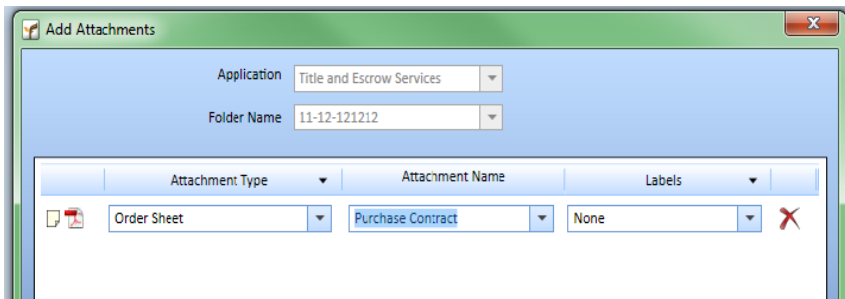 Add Attachments
Application Title and Escrow Services
Folder Name 11-12-121212
Attachment Type Attachment Name Labels
Order Sheet Purchase Contract None